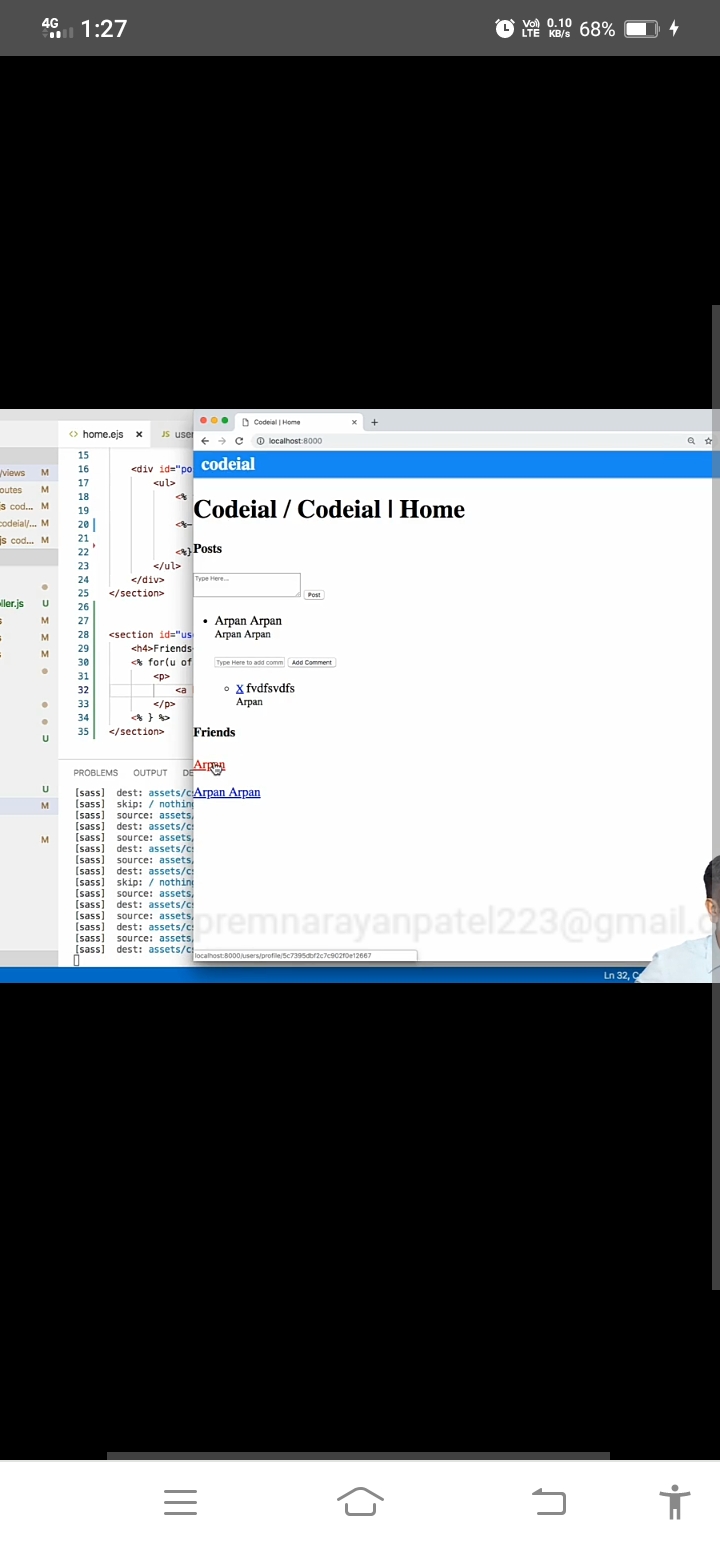 4G 1:27
Vo) LTE 0.10 KB/s 68%
home.ejs × JS use
Codeial | Home × +
localhost:8000
/views M
outes M
s cod... M
codeial/... M
js cod... M
ller.js U
s M
s M
s M
U
U
M
M
15
16 <div id="po
17 <ul>
18 <%
19
20 <%-
21
22 <%}
23 </ul>
24 </div>
25 </section>
26
27
28 <section id="us
29 <h4>Friends
30 <% for(u of
31 <p>
32 <a
33 </p>
34 <% } %>
35 </section>
PROBLEMS OUTPUT DE
[sass] dest: assets/c
[sass] skip: / nothin
[sass] source: assets
[sass] dest: assets/c
[sass] source: assets
[sass] dest: assets/c
[sass] source: assets
[sass] dest: assets/c
[sass] skip: / nothin
[sass] source: assets
[sass] dest: assets/c
[sass] source: assets
[sass] dest: assets/c
[sass] source: assets
[sass] dest: assets/c
codeial
Codeial / Codeial | Home
Posts
Type Here...
Post
Arpan Arpan
Arpan Arpan
Type Here to add comm Add Comment
X fvdfsvdfs
Arpan
Friends
Arpan
Arpan Arpan
premnarayanpatel223@gmail.c
localhost:8000/users/profile/5c7395dbf2c7c902f0e12667
Ln 32, C